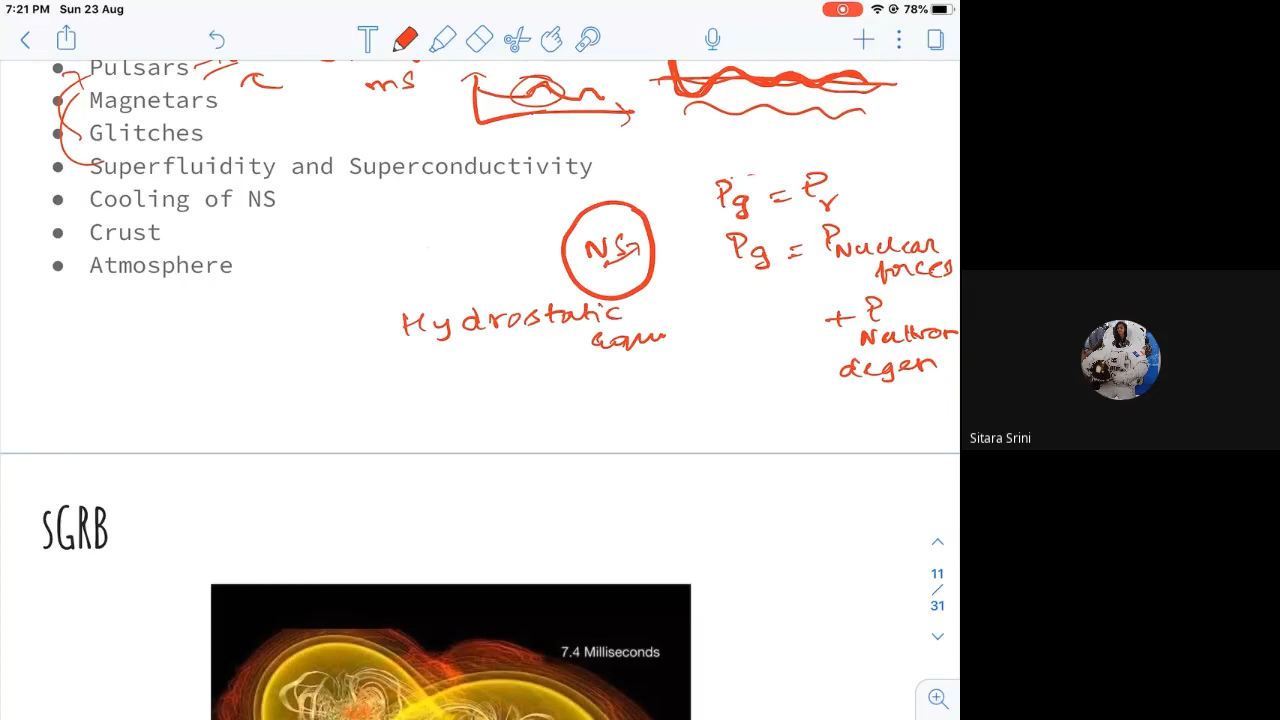 7:21 PM Sun 23 Aug
78%
Pulsars
Magnetars
Glitches
Superfluidity and Superconductivity
Cooling of NS
Crust
Atmosphere
mS
Pg = Pr
Pg = PNuclear
forces
+ P
degen
NS
Hydrostatic
sGRB
7.4 Milliseconds
11
/
31
Sitara Srini